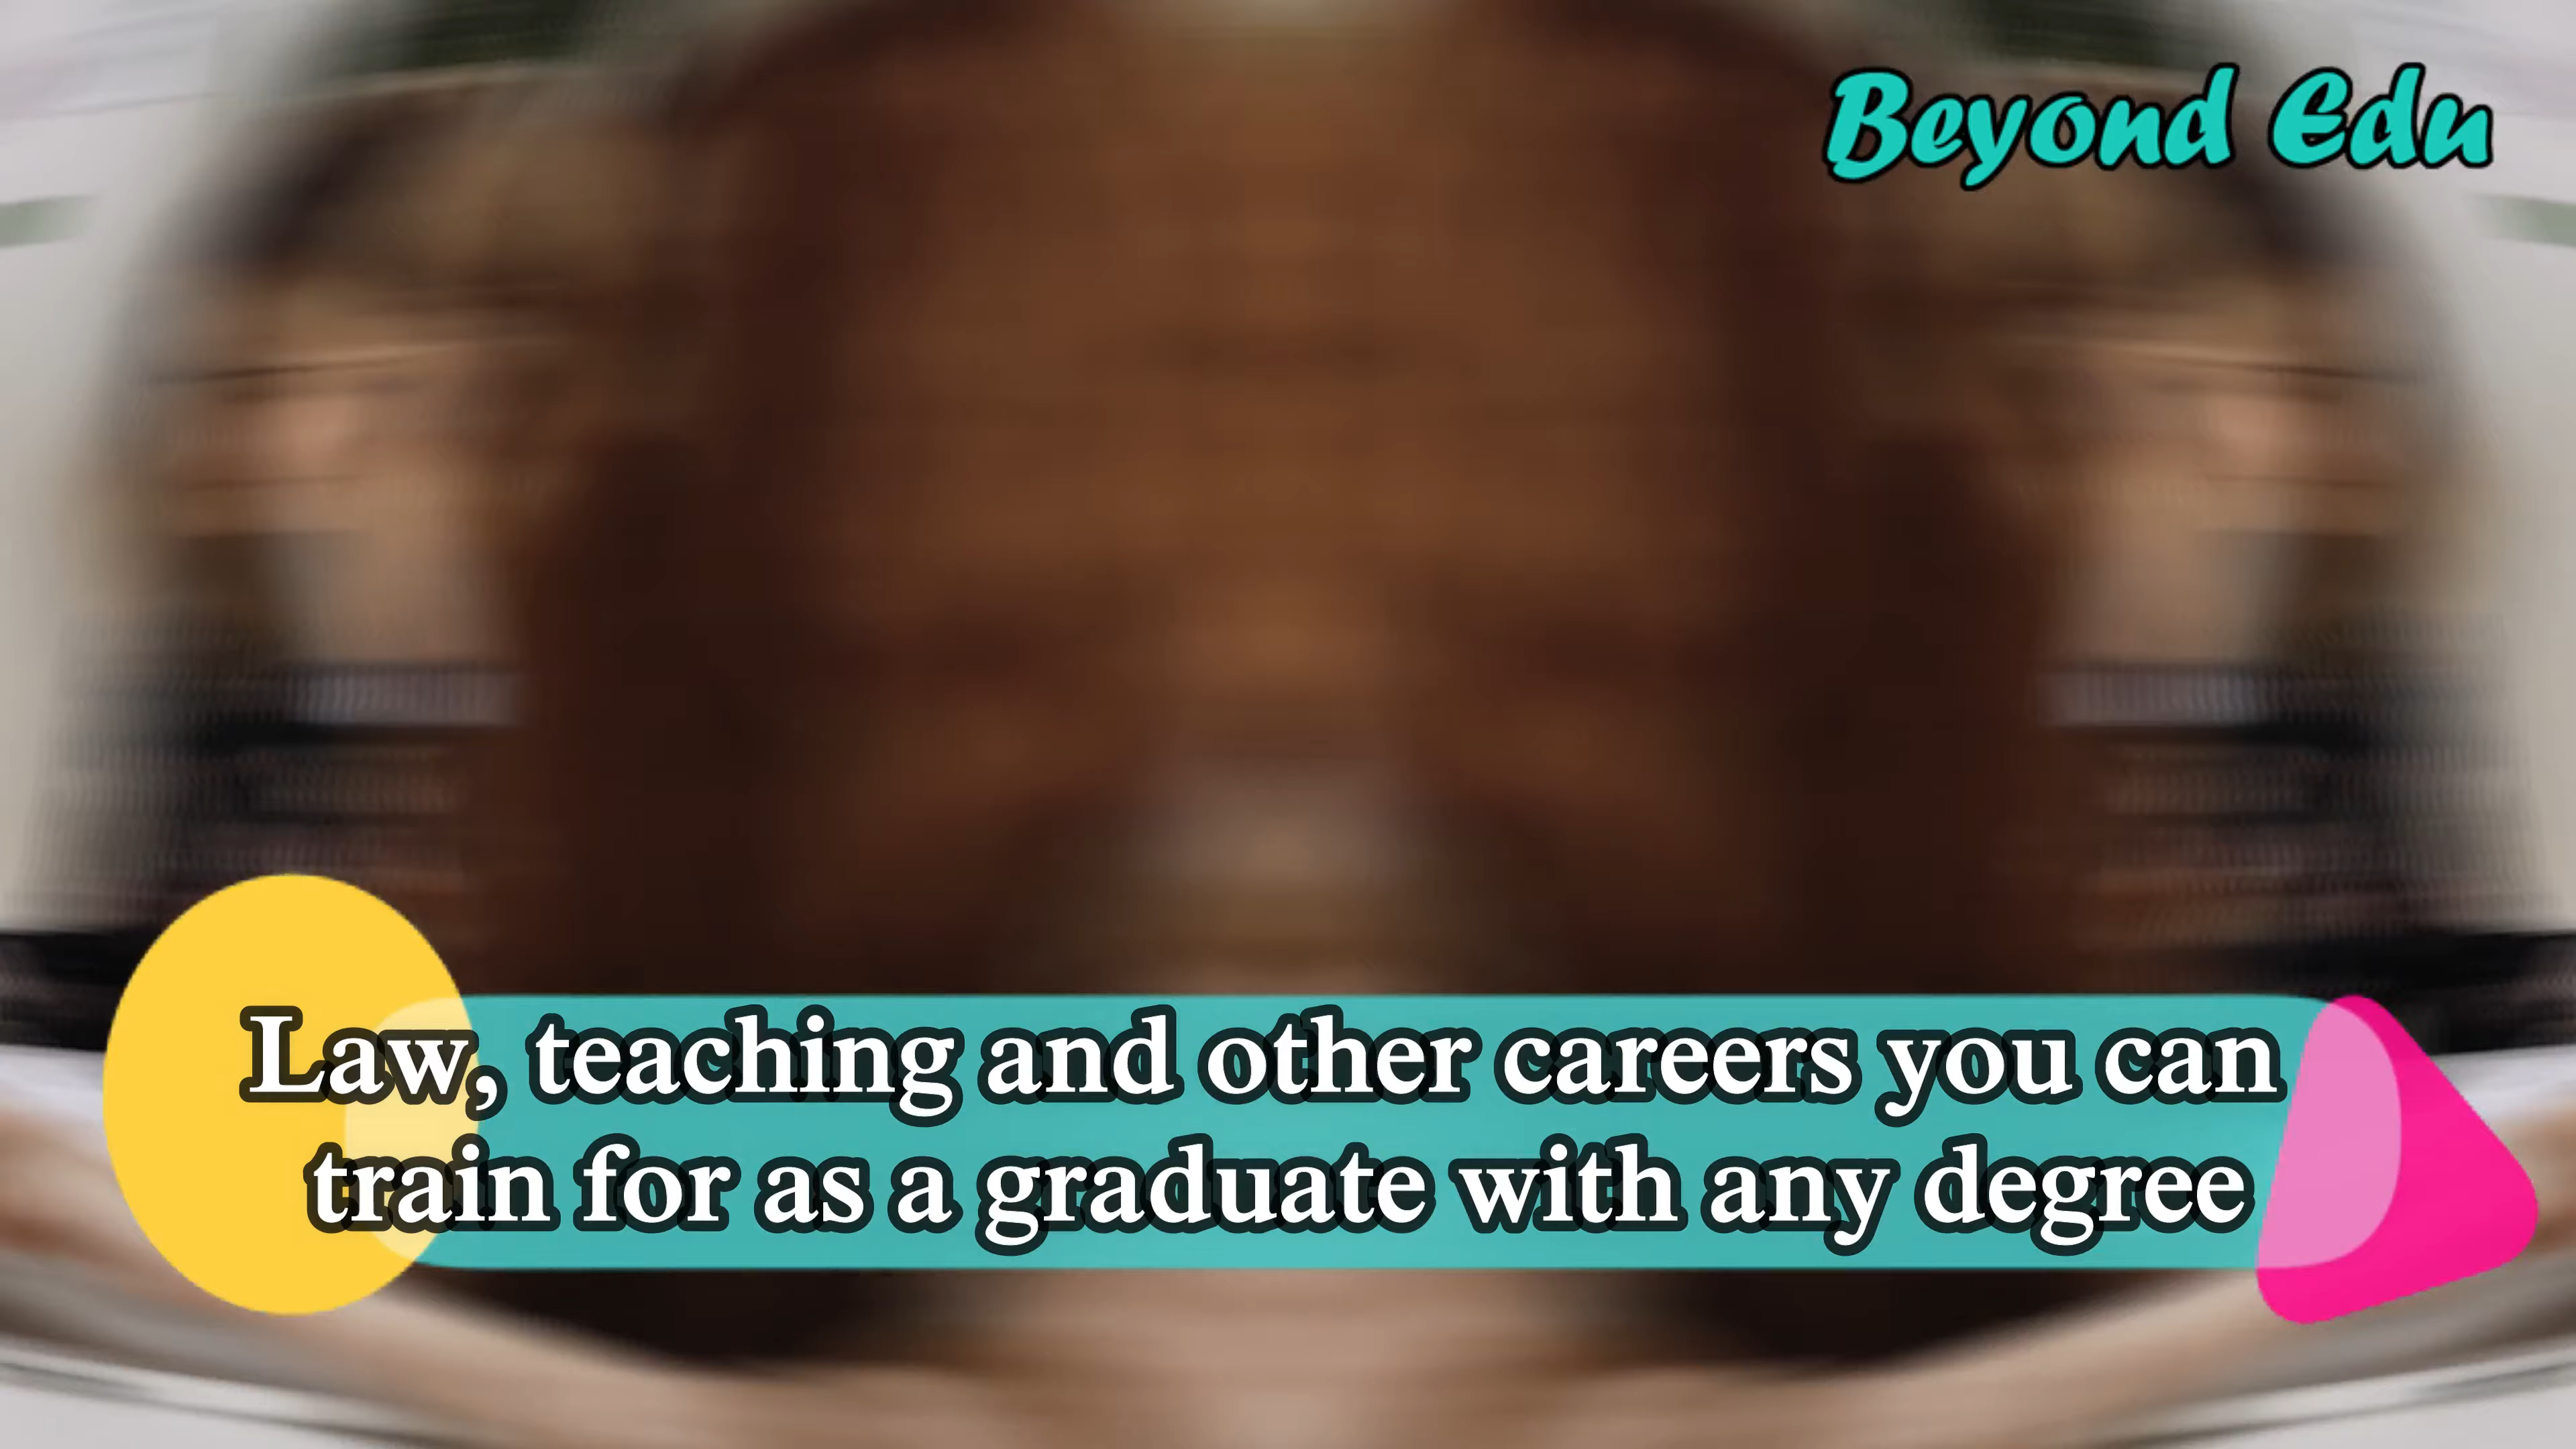 Beyond Edu
Law, teaching and other careers you can
train for as a graduate with any degree